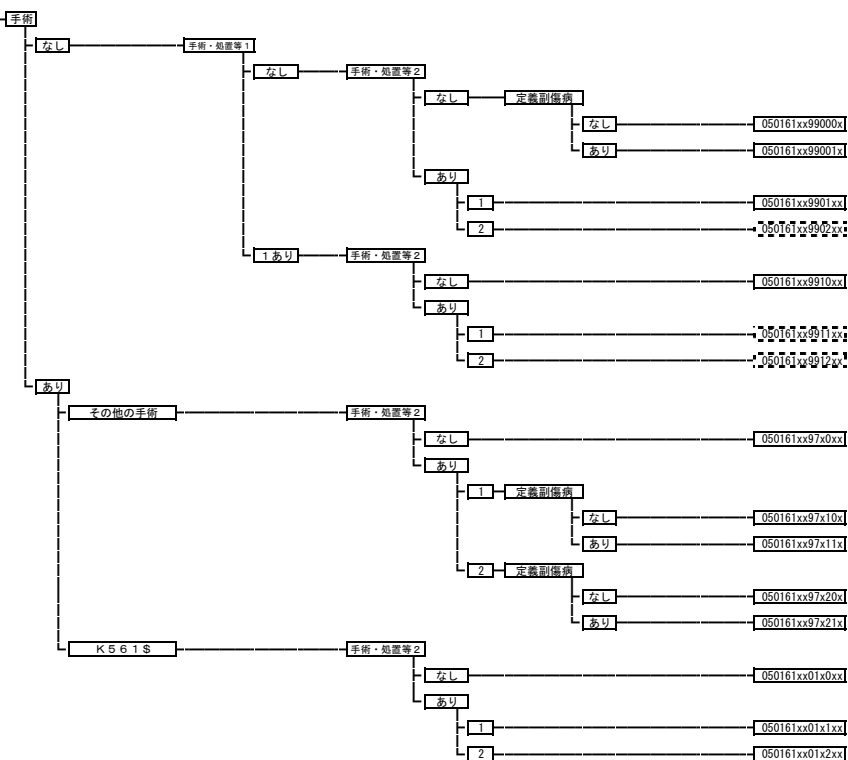 手術
なし 手術・処置等1
なし 手術・処置等2
なし 定義副傷病
なし 050161xx99000x
あり 050161xx99001x
あり
1 050161xx9901xx
2 050161xx9902xx
1あり 手術・処置等2
なし 050161xx9910xx
あり
1 050161xx9911xx
2 050161xx9912xx
あり
その他の手術 手術・処置等2
なし 050161xx97x0xx
あり
1 定義副傷病
なし 050161xx97x10x
あり 050161xx97x11x
2 定義副傷病
なし 050161xx97x20x
あり 050161xx97x21x
K561$ 手術・処置等2
なし 050161xx01x0xx
あり
1 050161xx01x1xx
2 050161xx01x2xx